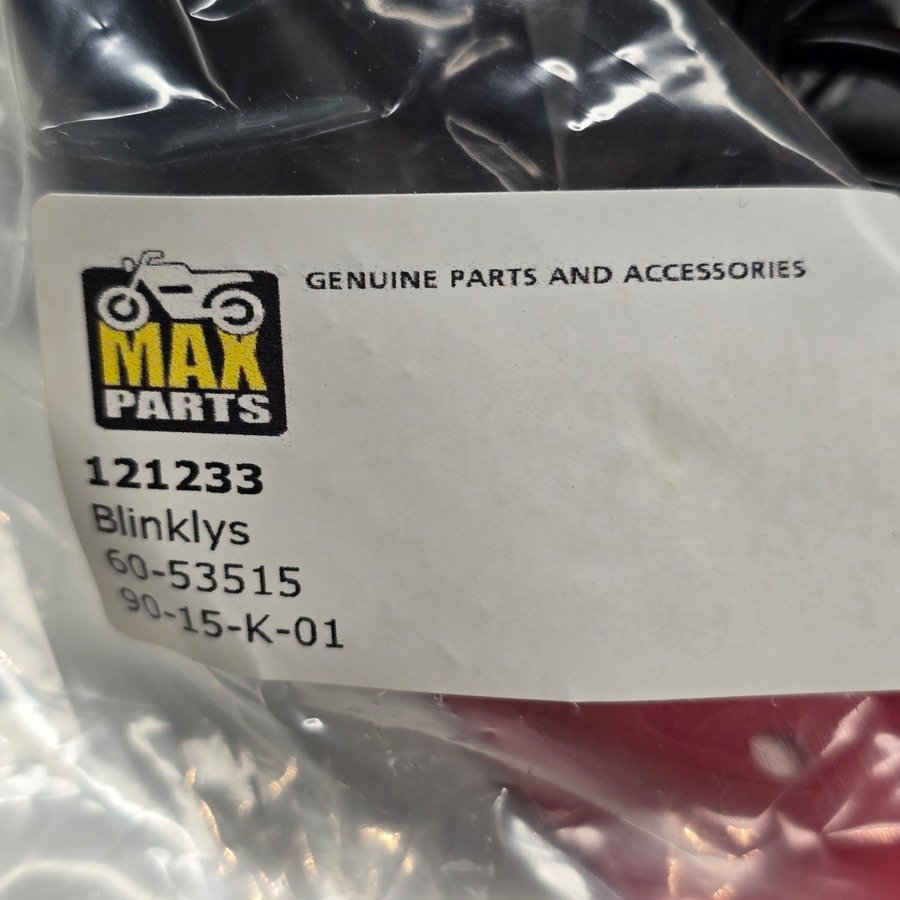 GENUINE PARTS AND ACCESSORIES
MAX
PARTS
121233
Blinklys
60-53515
90-15-K-01